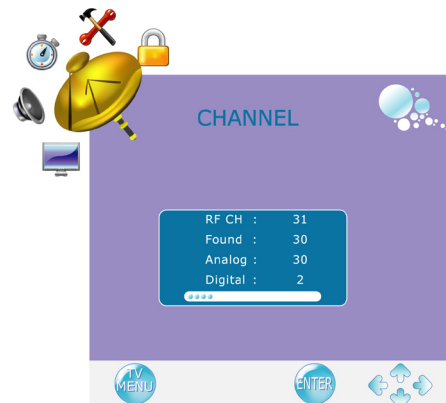 CHANNEL
RF CH : 31
Found : 30
Analog : 30
Digital : 2
TV
MENU
ENTER